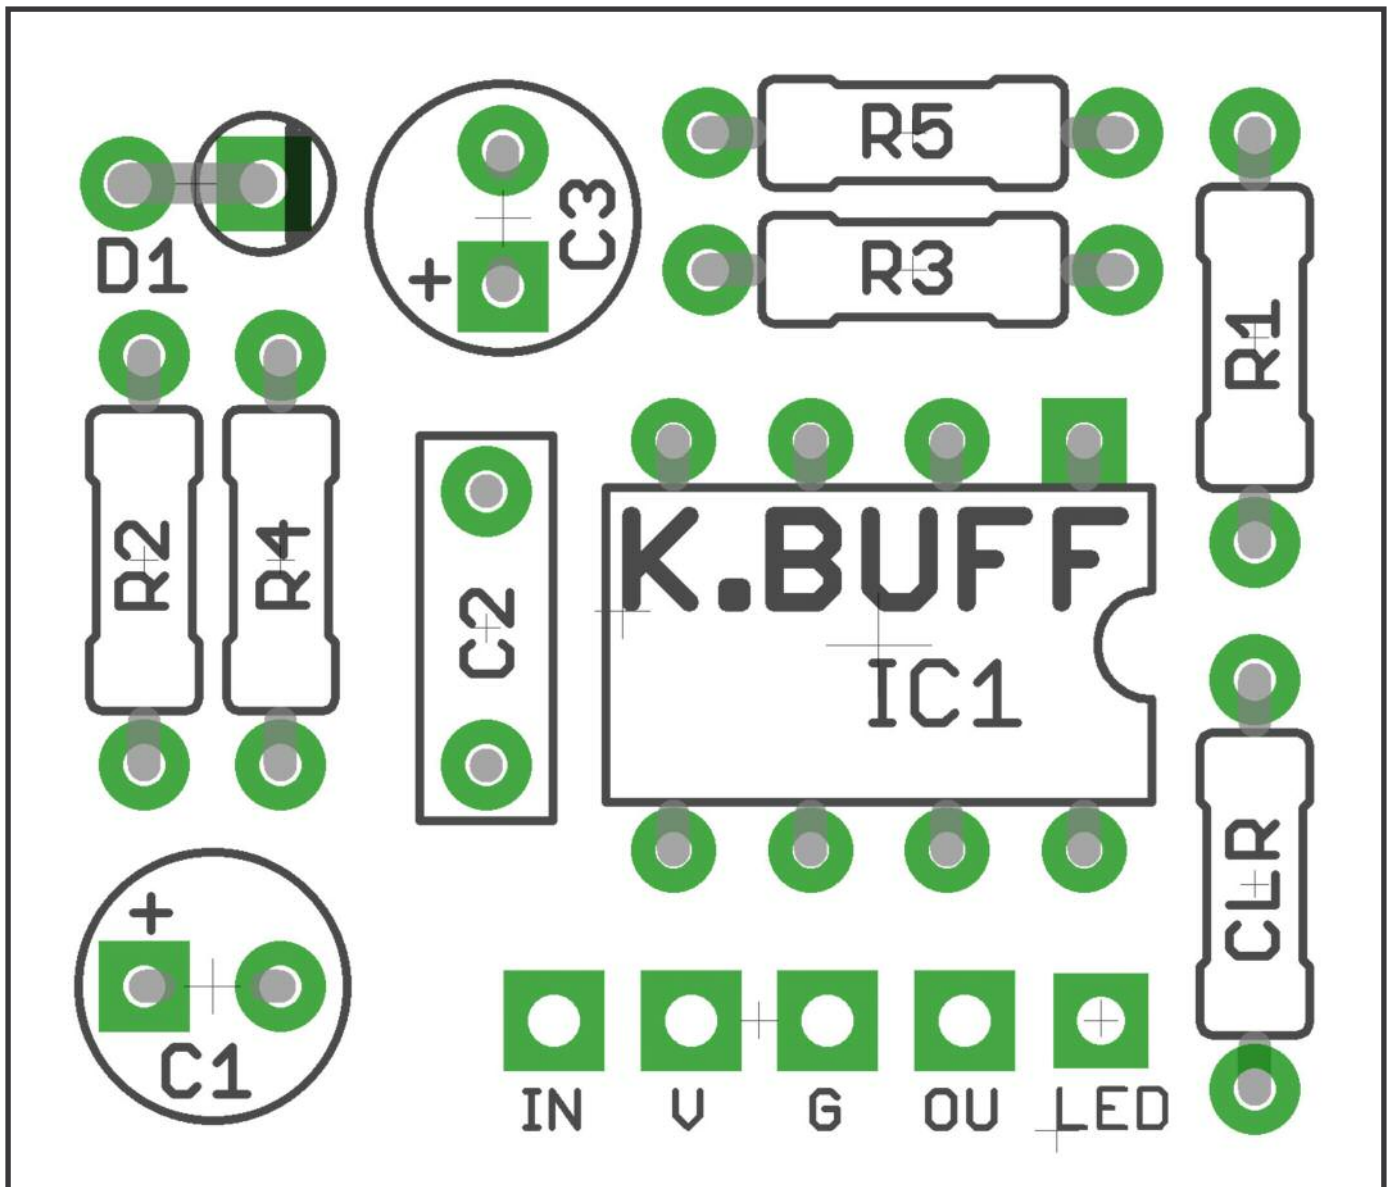 R5
C3
+
R3
D1
R1
K.BUFF
R2
R4
C2
IC1
CLR
+
C1
IN V G OU LED